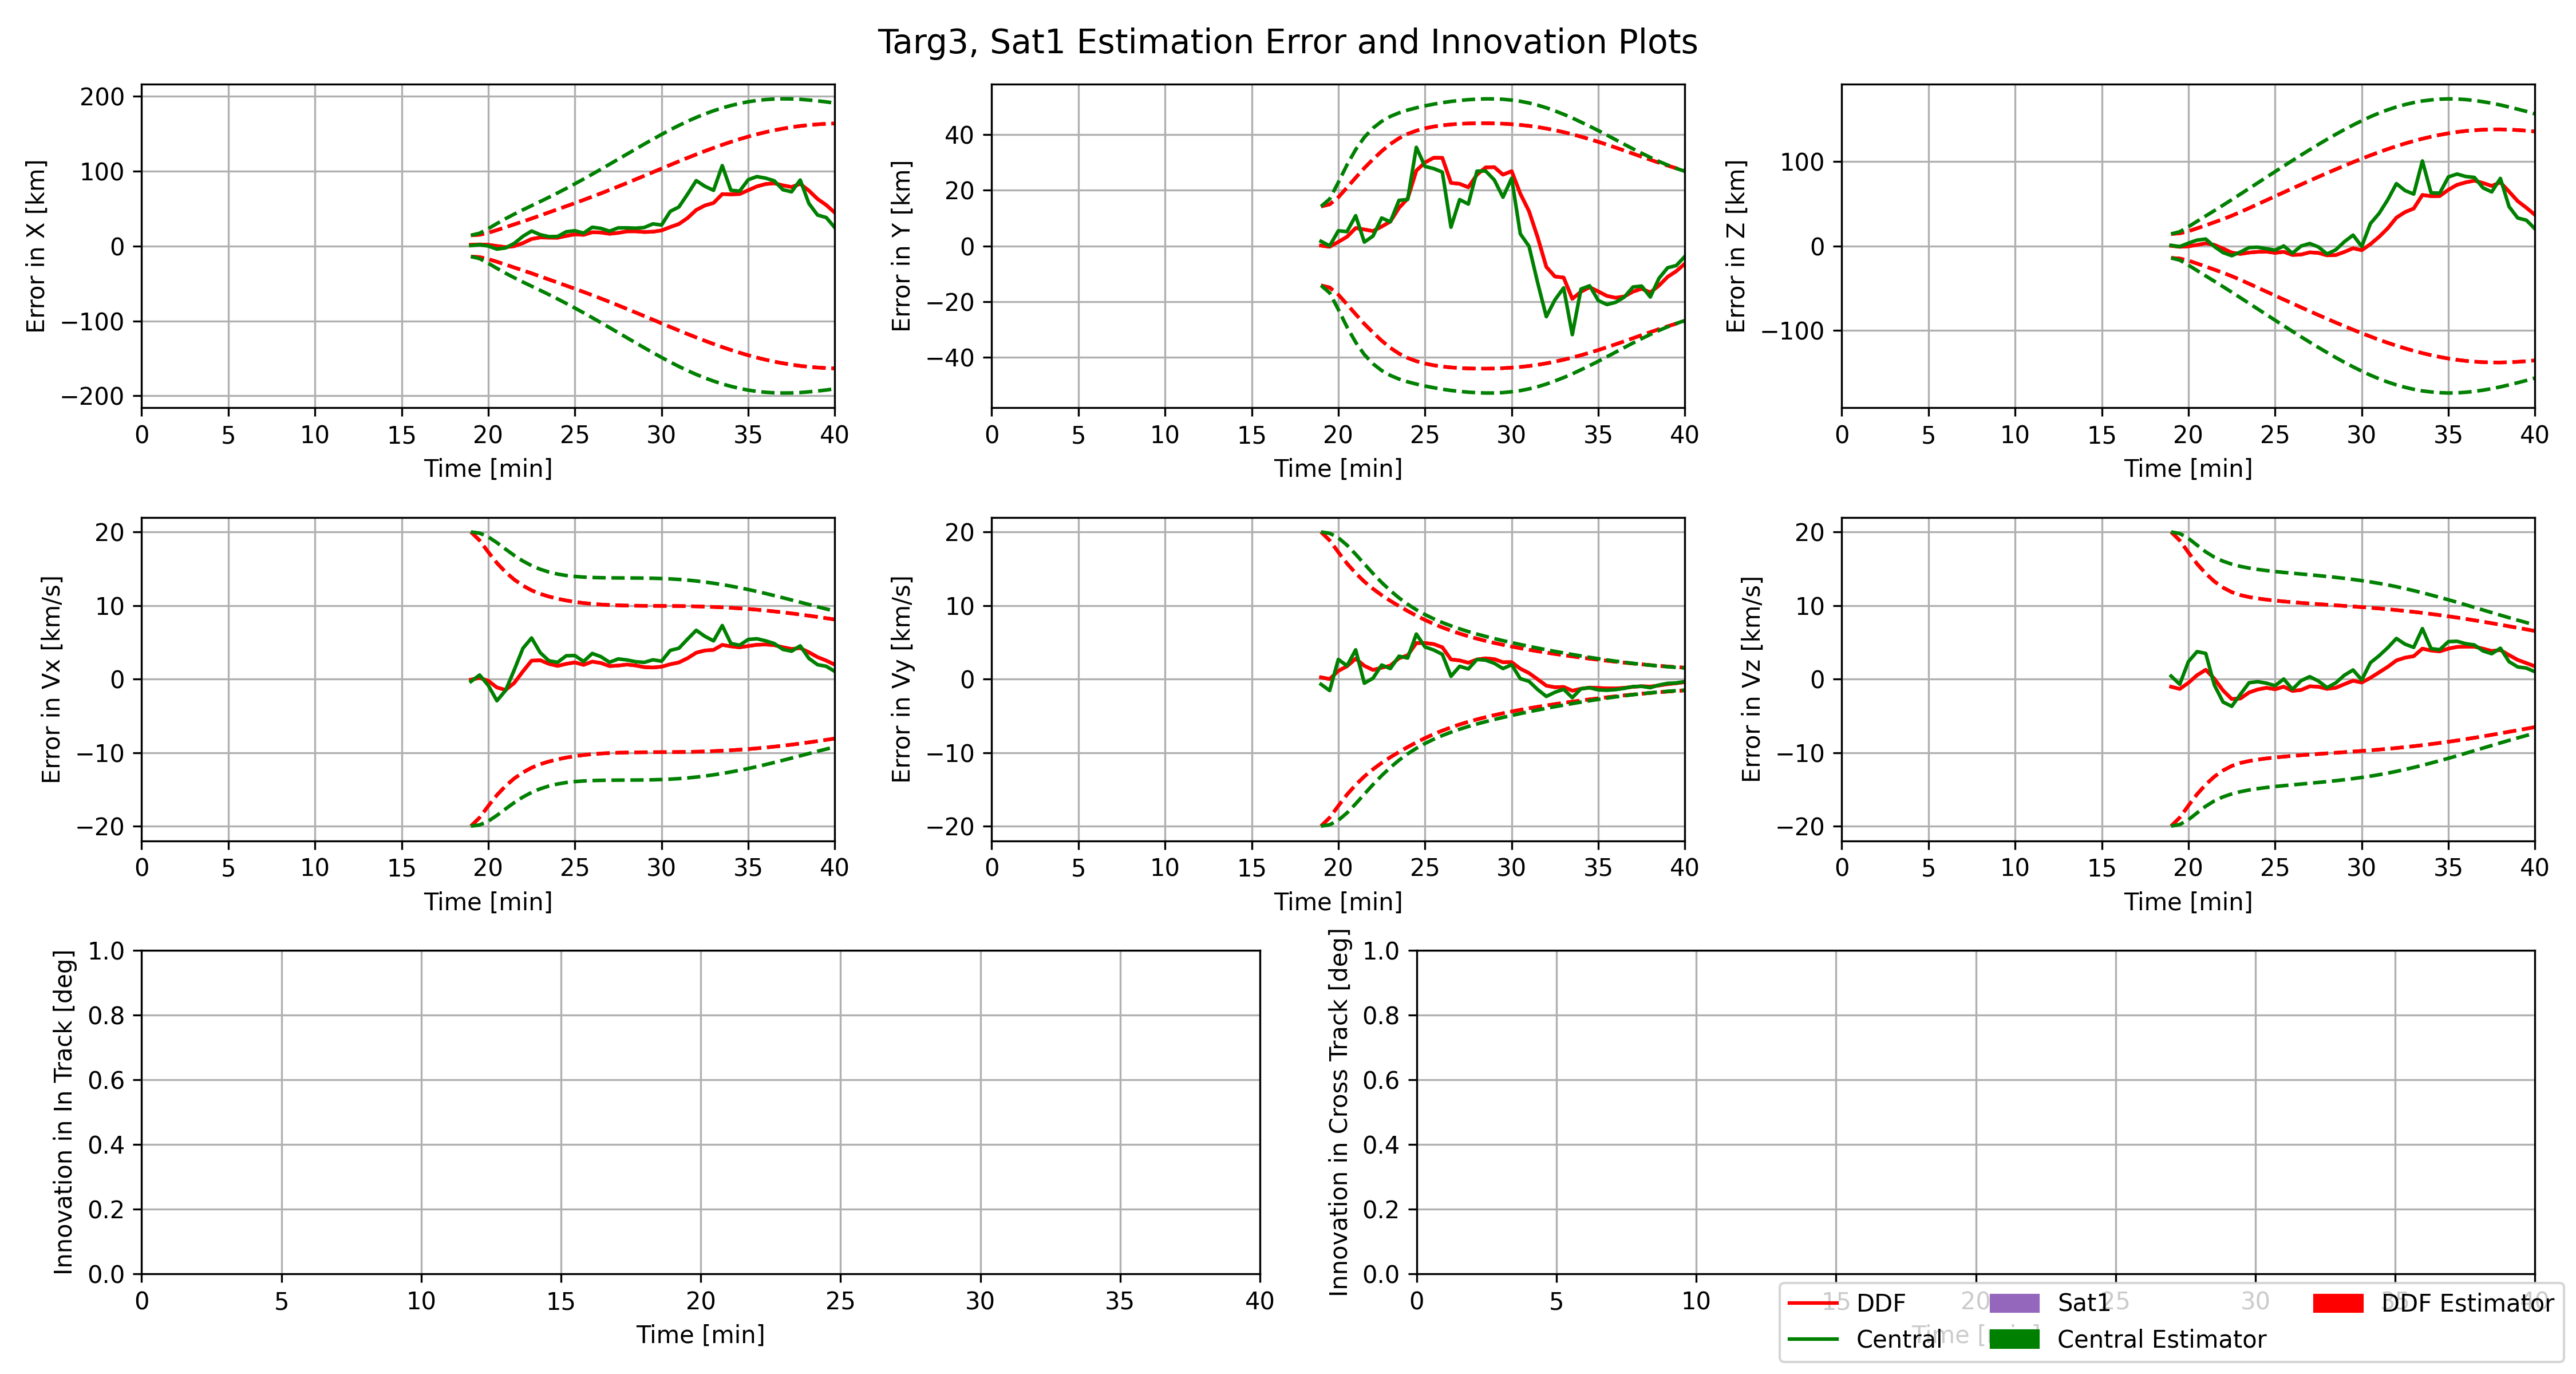 Targ3, Sat1 Estimation Error and Innovation Plots
Error in X [km]
200
100
0
−100
−200
0 5 10 15 20 25 30 35 40
Time [min]
Error in Y [km]
40
20
0
−20
−40
0 5 10 15 20 25 30 35 40
Time [min]
Error in Z [km]
100
0
−100
0 5 10 15 20 25 30 35 40
Time [min]
Error in Vx [km/s]
20
10
0
−10
−20
0 5 10 15 20 25 30 35 40
Time [min]
Error in Vy [km/s]
20
10
0
−10
−20
0 5 10 15 20 25 30 35 40
Time [min]
Error in Vz [km/s]
20
10
0
−10
−20
0 5 10 15 20 25 30 35 40
Time [min]
Innovation in In Track [deg]
1.0
0.8
0.6
0.4
0.2
0.0
0 5 10 15 20 25 30 35 40
Time [min]
Innovation in Cross Track [deg]
1.0
0.8
0.6
0.4
0.2
0.0
0 5 10 15 20 25 30 35 40
Time [min]
DDF
Central
Sat1
Central Estimator
DDF Estimator